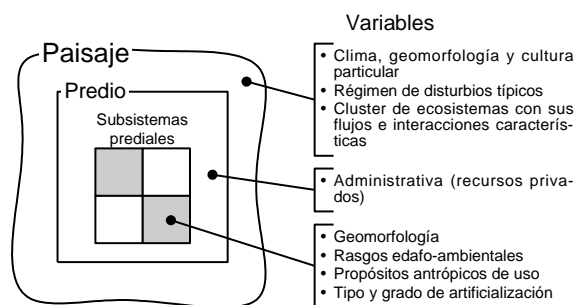 Variables
Paisaje
Predio
Subsistemas
prediales
• Clima, geomorfología y cultura
particular
• Régimen de disturbios típicos
• Cluster de ecosistemas con sus
flujos e interacciones caracterís-
ticas
• Administrativa (recursos priva-
dos)
• Geomorfología
• Rasgos edafo-ambientales
• Propósitos antrópicos de uso
• Tipo y grado de artificialización